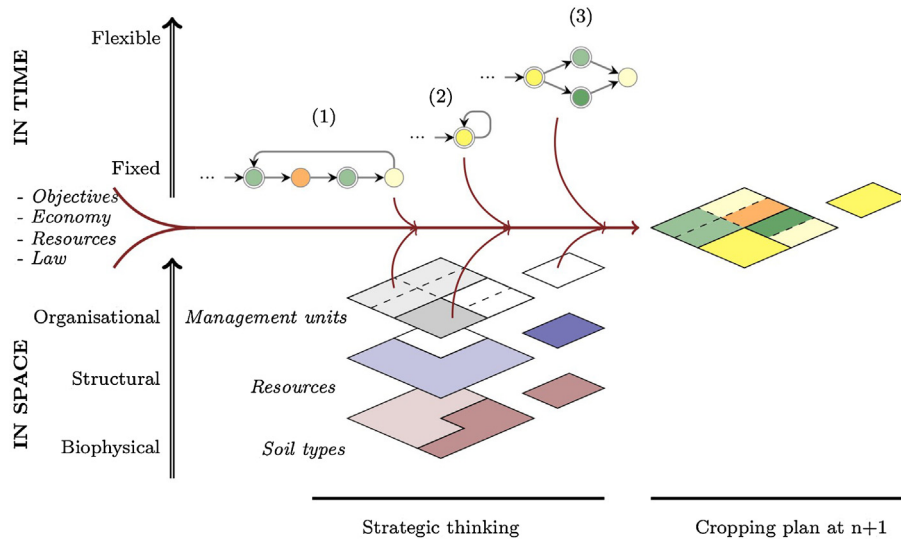 IN TIME
Flexible
Fixed
(1)
(2)
(3)
...
...
...
- Objectives
- Economy
- Resources
- Law
IN SPACE
Organisational
Structural
Biophysical
Management units
Resources
Soil types
Strategic thinking
Cropping plan at n+1